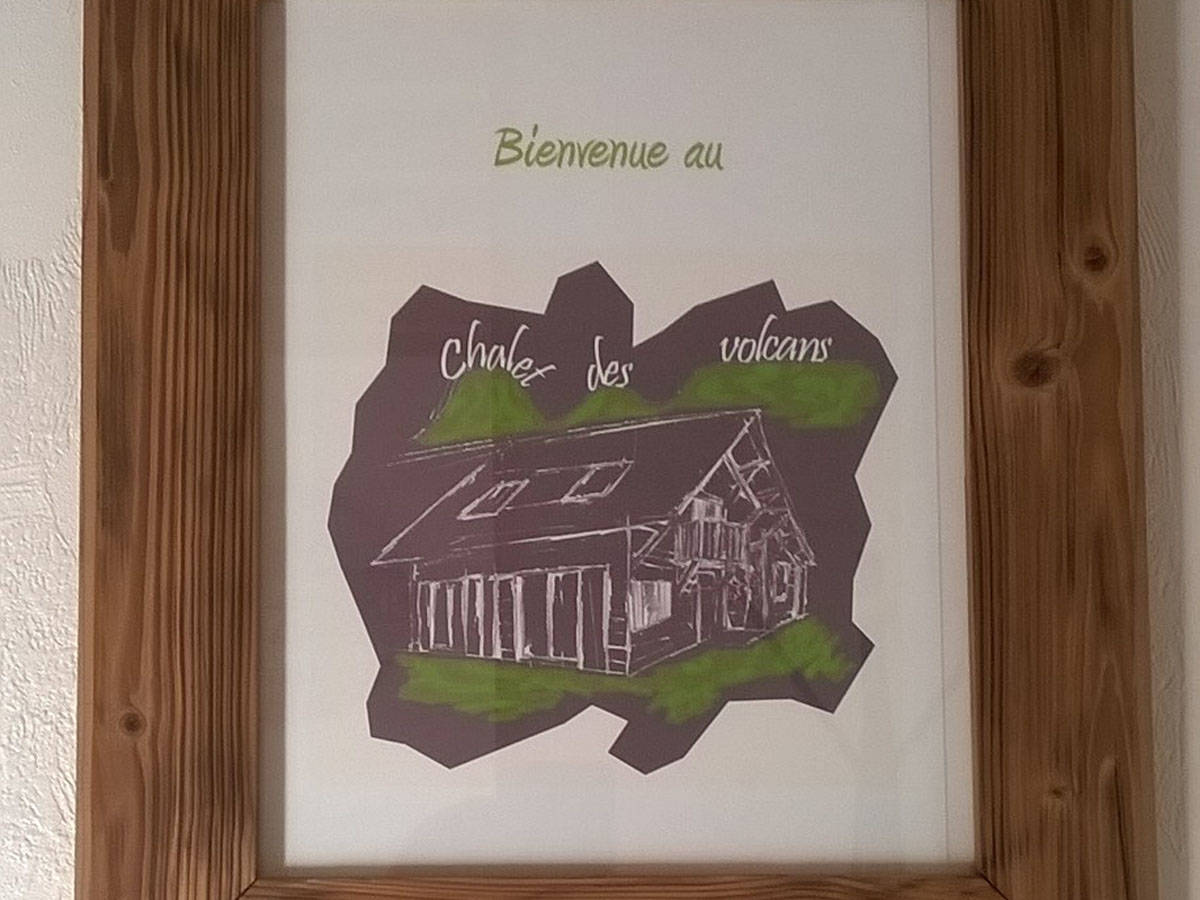 Bienvenue au
Chalet des volcans